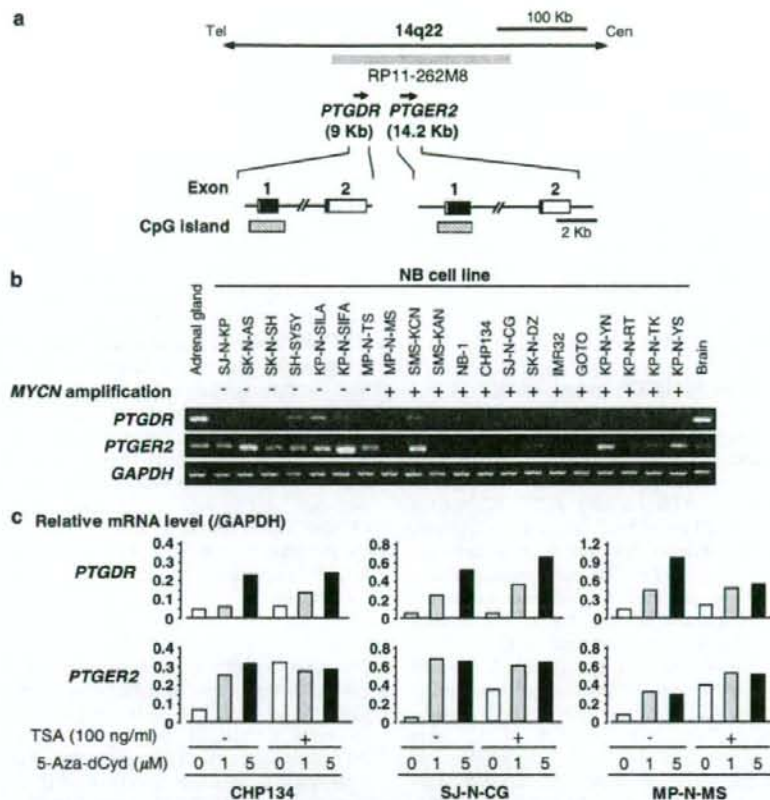 a
Tel 14q22 Cen
100 Kb
RP11-262M8
PTGDR PTGER2
(9 Kb) (14.2 Kb)
Exon 1 2 1 2
CpG island 2 Kb
b
NB cell line
Adrenal gland SJ-N-KP SK-N-AS SK-N-SH SH-SY5Y KP-N-SILA KP-N-SIFA MP-N-TS MP-N-MS SMS-KCN SMS-KAN NB-1 CHP134 SJ-N-CG SK-N-DZ IMR32 GOTO KP-N-YN KP-N-RT KP-N-TK KP-N-YS Brain
MYCN amplification - - - - - - - + + + + + + + + + + + + +
PTGDR
PTGER2
GAPDH
c Relative mRNA level (/GAPDH)
PTGDR
0.4 0.3 0.2 0.1 0
0.8 0.6 0.4 0.2 0
1.2 0.8 0.4 0
PTGER2
0.4 0.3 0.2 0.1 0
0.8 0.6 0.4 0.2 0
0.8 0.6 0.4 0.2 0
TSA (100 ng/ml) - + - + - +
5-Aza-dCyd (μM) 0 1 5 0 1 5 0 1 5 0 1 5 0 1 5 0 1 5
CHP134 SJ-N-CG MP-N-MS